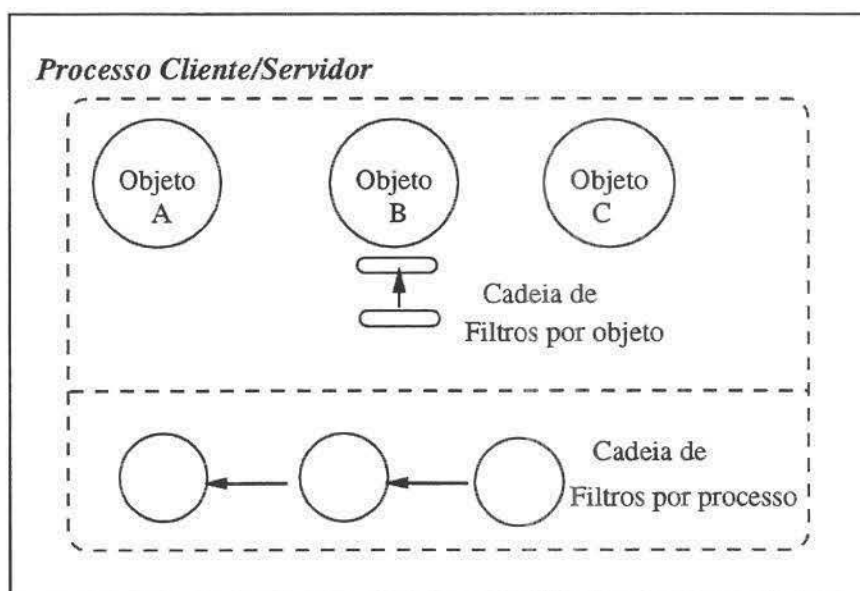 Processo Cliente/Servidor
Objeto
A
Objeto
B
Objeto
C
Cadeia de
Filtros por objeto
Cadeia de
Filtros por processo